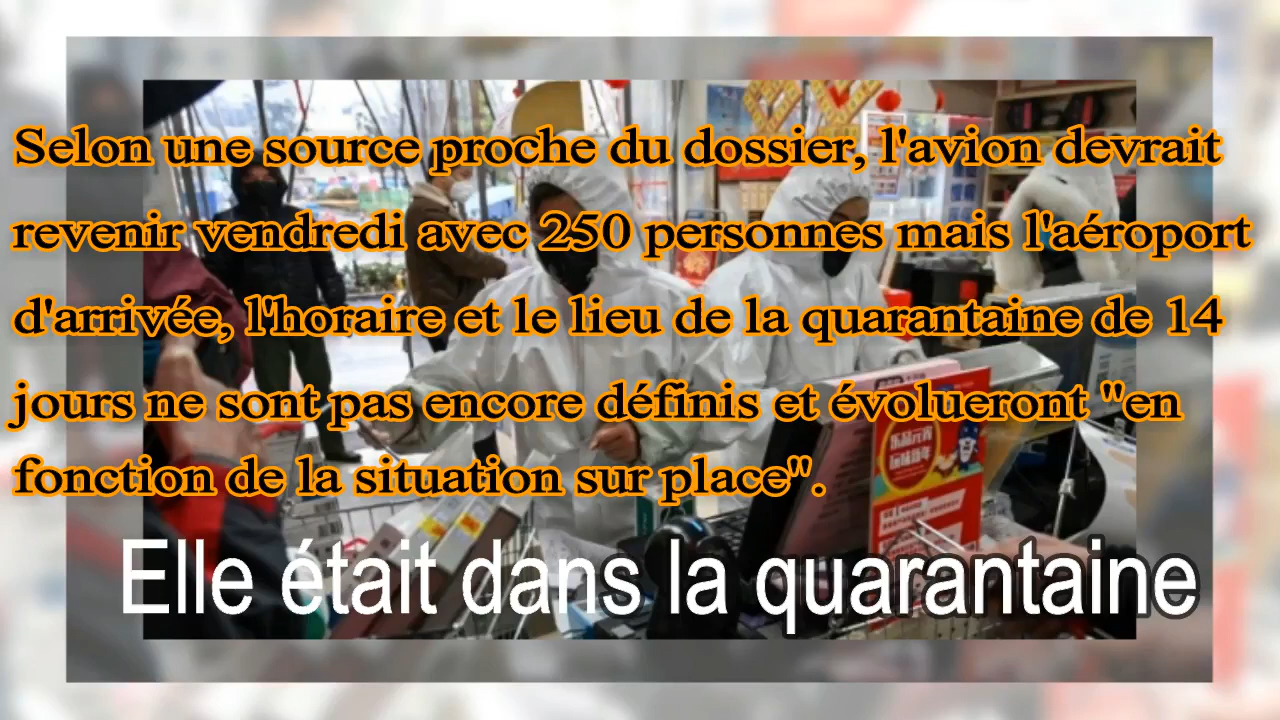 Selon une source proche du dossier, l'avion devrait
revenir vendredi avec 250 personnes mais l'aéroport
d'arrivée, l'horaire et le lieu de la quarantaine de 14
jours ne sont pas encore définis et évolueront "en
fonction de la situation sur place".
Elle était dans la quarantaine